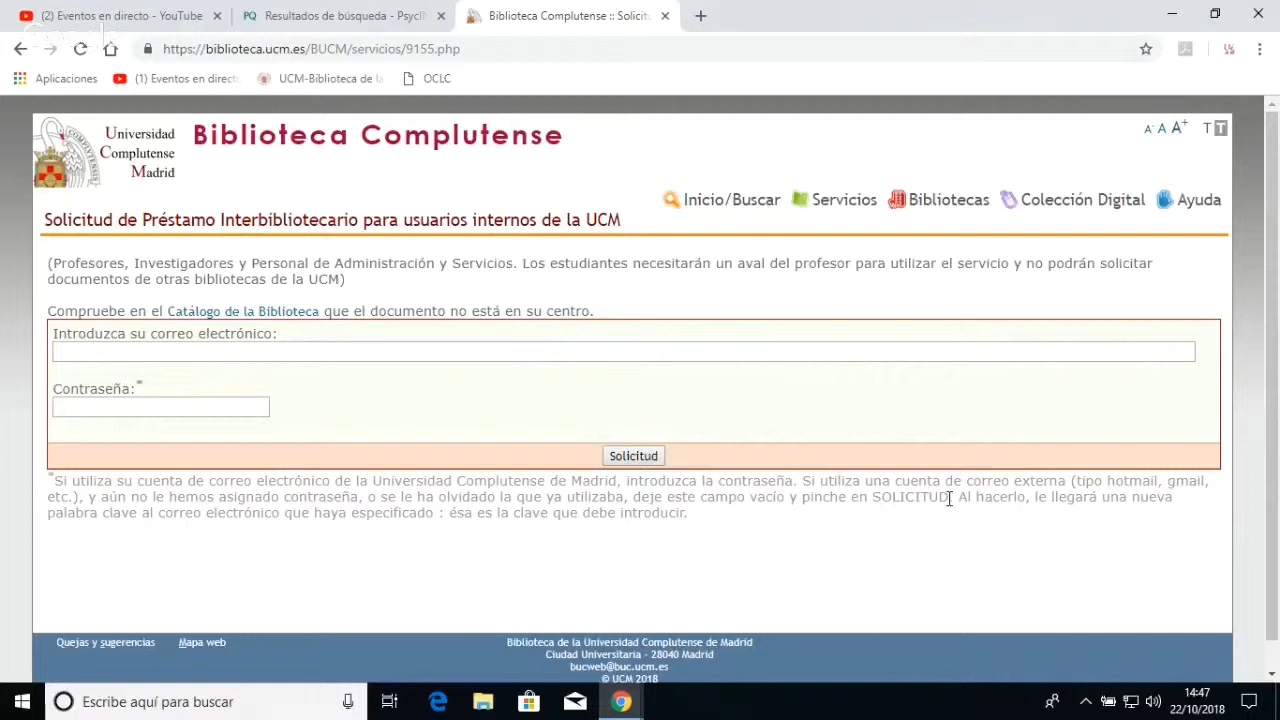 (2) Eventos en directo - YouTube
PQ Resultados de búsqueda - PsycIN
Biblioteca Complutense :: Solicitu
https://biblioteca.ucm.es/BUCM/servicios/9155.php
Aplicaciones
(1) Eventos en directo
UCM-Biblioteca de la
OCLC
Universidad
Complutense
Madrid
Biblioteca Complutense
A- A A+ T T
Inicio/Buscar Servicios Bibliotecas Colección Digital Ayuda
Solicitud de Préstamo Interbibliotecario para usuarios internos de la UCM
(Profesores, Investigadores y Personal de Administración y Servicios. Los estudiantes necesitarán un aval del profesor para utilizar el servicio y no podrán solicitar
documentos de otras bibliotecas de la UCM)
Compruebe en el Catálogo de la Biblioteca que el documento no está en su centro.
Introduzca su correo electrónico:
Contraseña:*
Solicitud
*Si utiliza su cuenta de correo electrónico de la Universidad Complutense de Madrid, introduzca la contraseña. Si utiliza una cuenta de correo externa (tipo hotmail, gmail,
etc.), y aún no le hemos asignado contraseña, o se le ha olvidado la que ya utilizaba, deje este campo vacío y pinche en SOLICITUD. Al hacerlo, le llegará una nueva
palabra clave al correo electrónico que haya especificado : ésa es la clave que debe introducir.
Quejas y sugerencias Mapa web
Biblioteca de la Universidad Complutense de Madrid
Ciudad Universitaria - 28040 Madrid
bucweb@buc.ucm.es
© UCM 2018
Escribe aquí para buscar
14:47
22/10/2018